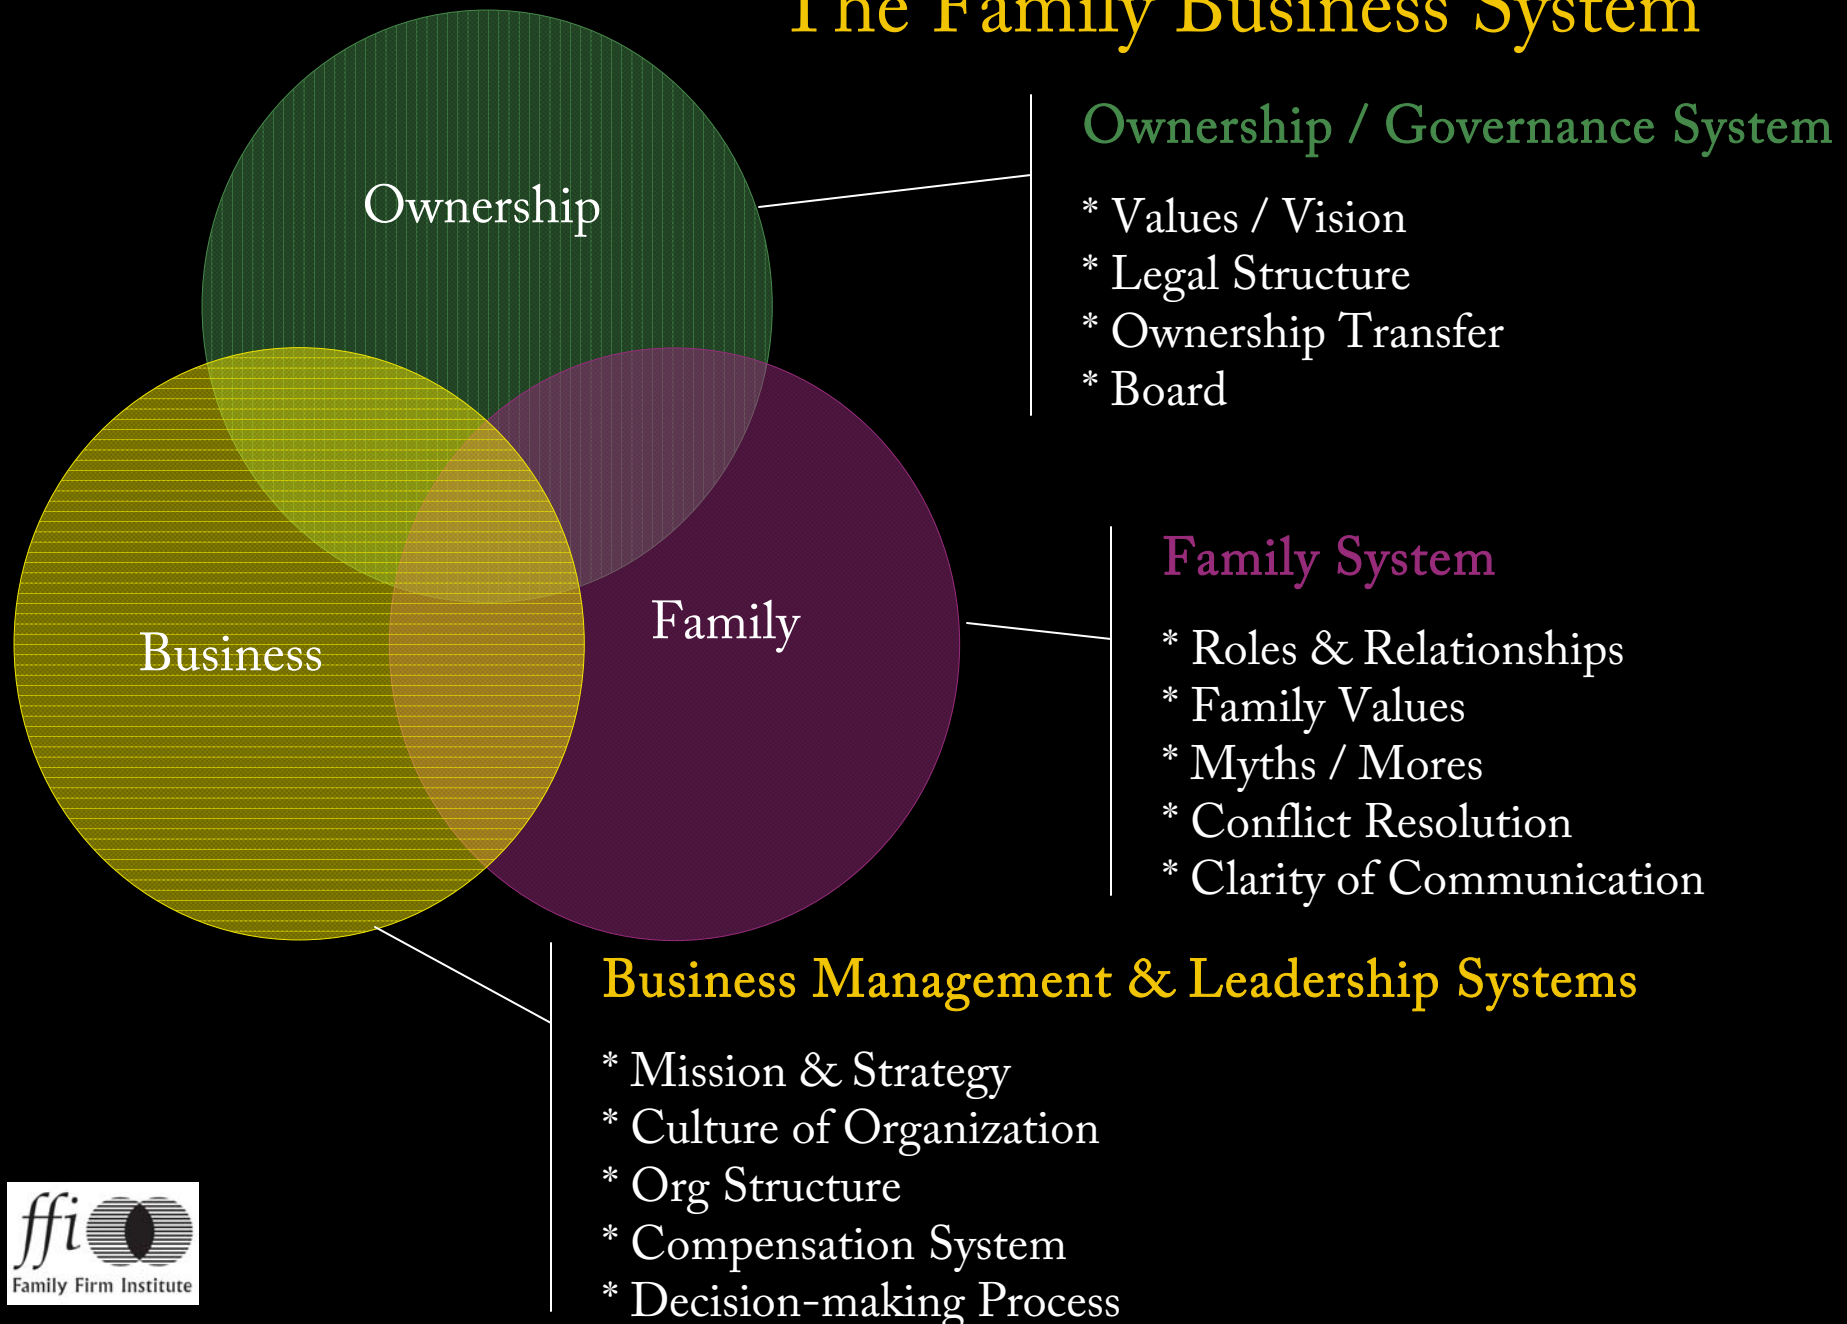 The Family Business System
Ownership
Business
Family
Ownership / Governance System
* Values / Vision
* Legal Structure
* Ownership Transfer
* Board
Family System
* Roles & Relationships
* Family Values
* Myths / Mores
* Conflict Resolution
* Clarity of Communication
Business Management & Leadership Systems
* Mission & Strategy
* Culture of Organization
* Org Structure
* Compensation System
* Decision-making Process
ffi
Family Firm Institute